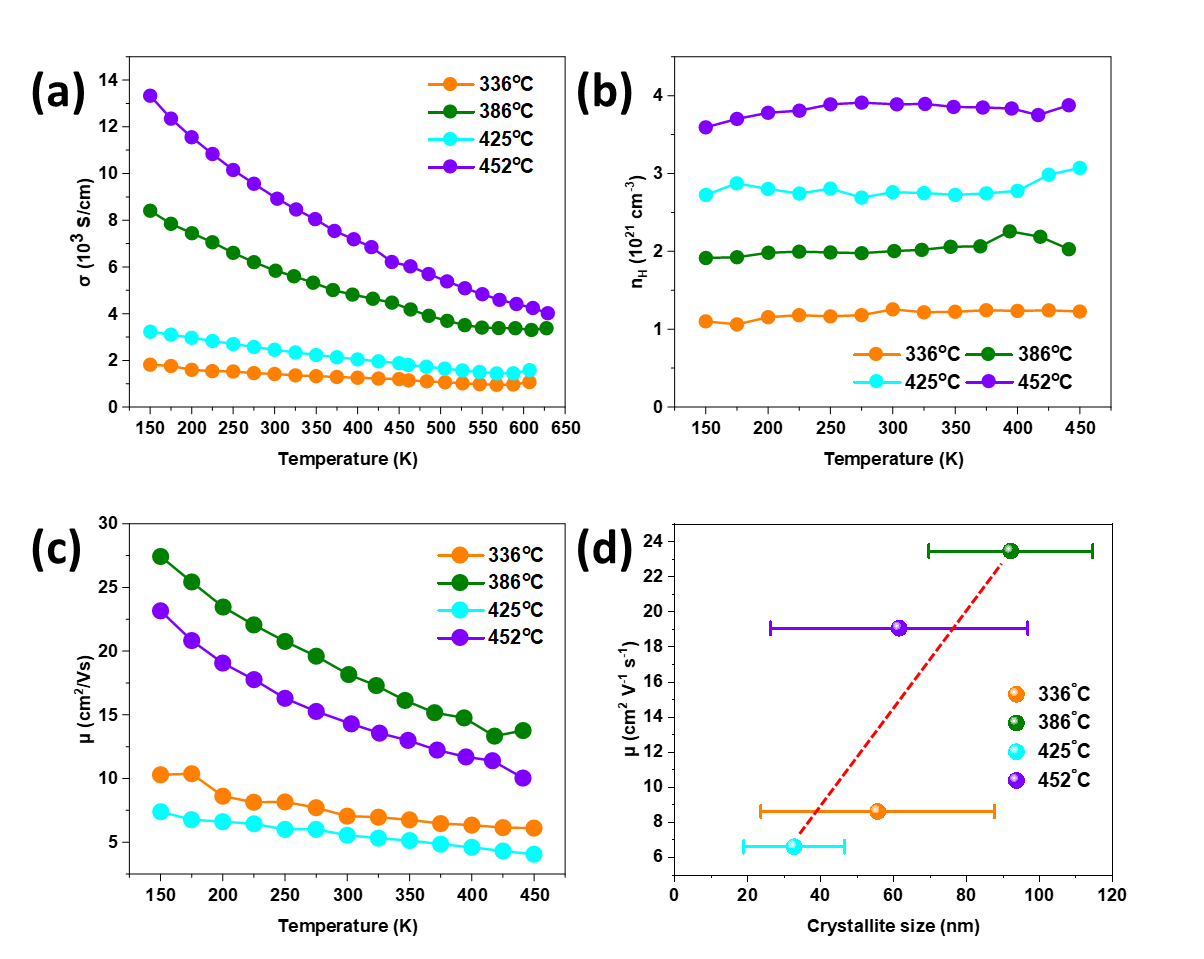 (a)
σ (10³ S/cm)
14
12
10
8
6
4
2
0
336°C
386°C
425°C
452°C
150 200 250 300 350 400 450 500 550 600 650
Temperature (K)
(b)
n_H (10²¹ cm⁻³)
4
3
2
1
0
336°C 386°C
425°C 452°C
150 200 250 300 350 400 450
Temperature (K)
(c)
μ (cm²/Vs)
30
25
20
15
10
5
336°C
386°C
425°C
452°C
150 200 250 300 350 400 450
Temperature (K)
(d)
μ (cm² V⁻¹ s⁻¹)
24
22
20
18
16
14
12
10
8
6
336°C
386°C
425°C
452°C
0 20 40 60 80 100 120
Crystallite size (nm)